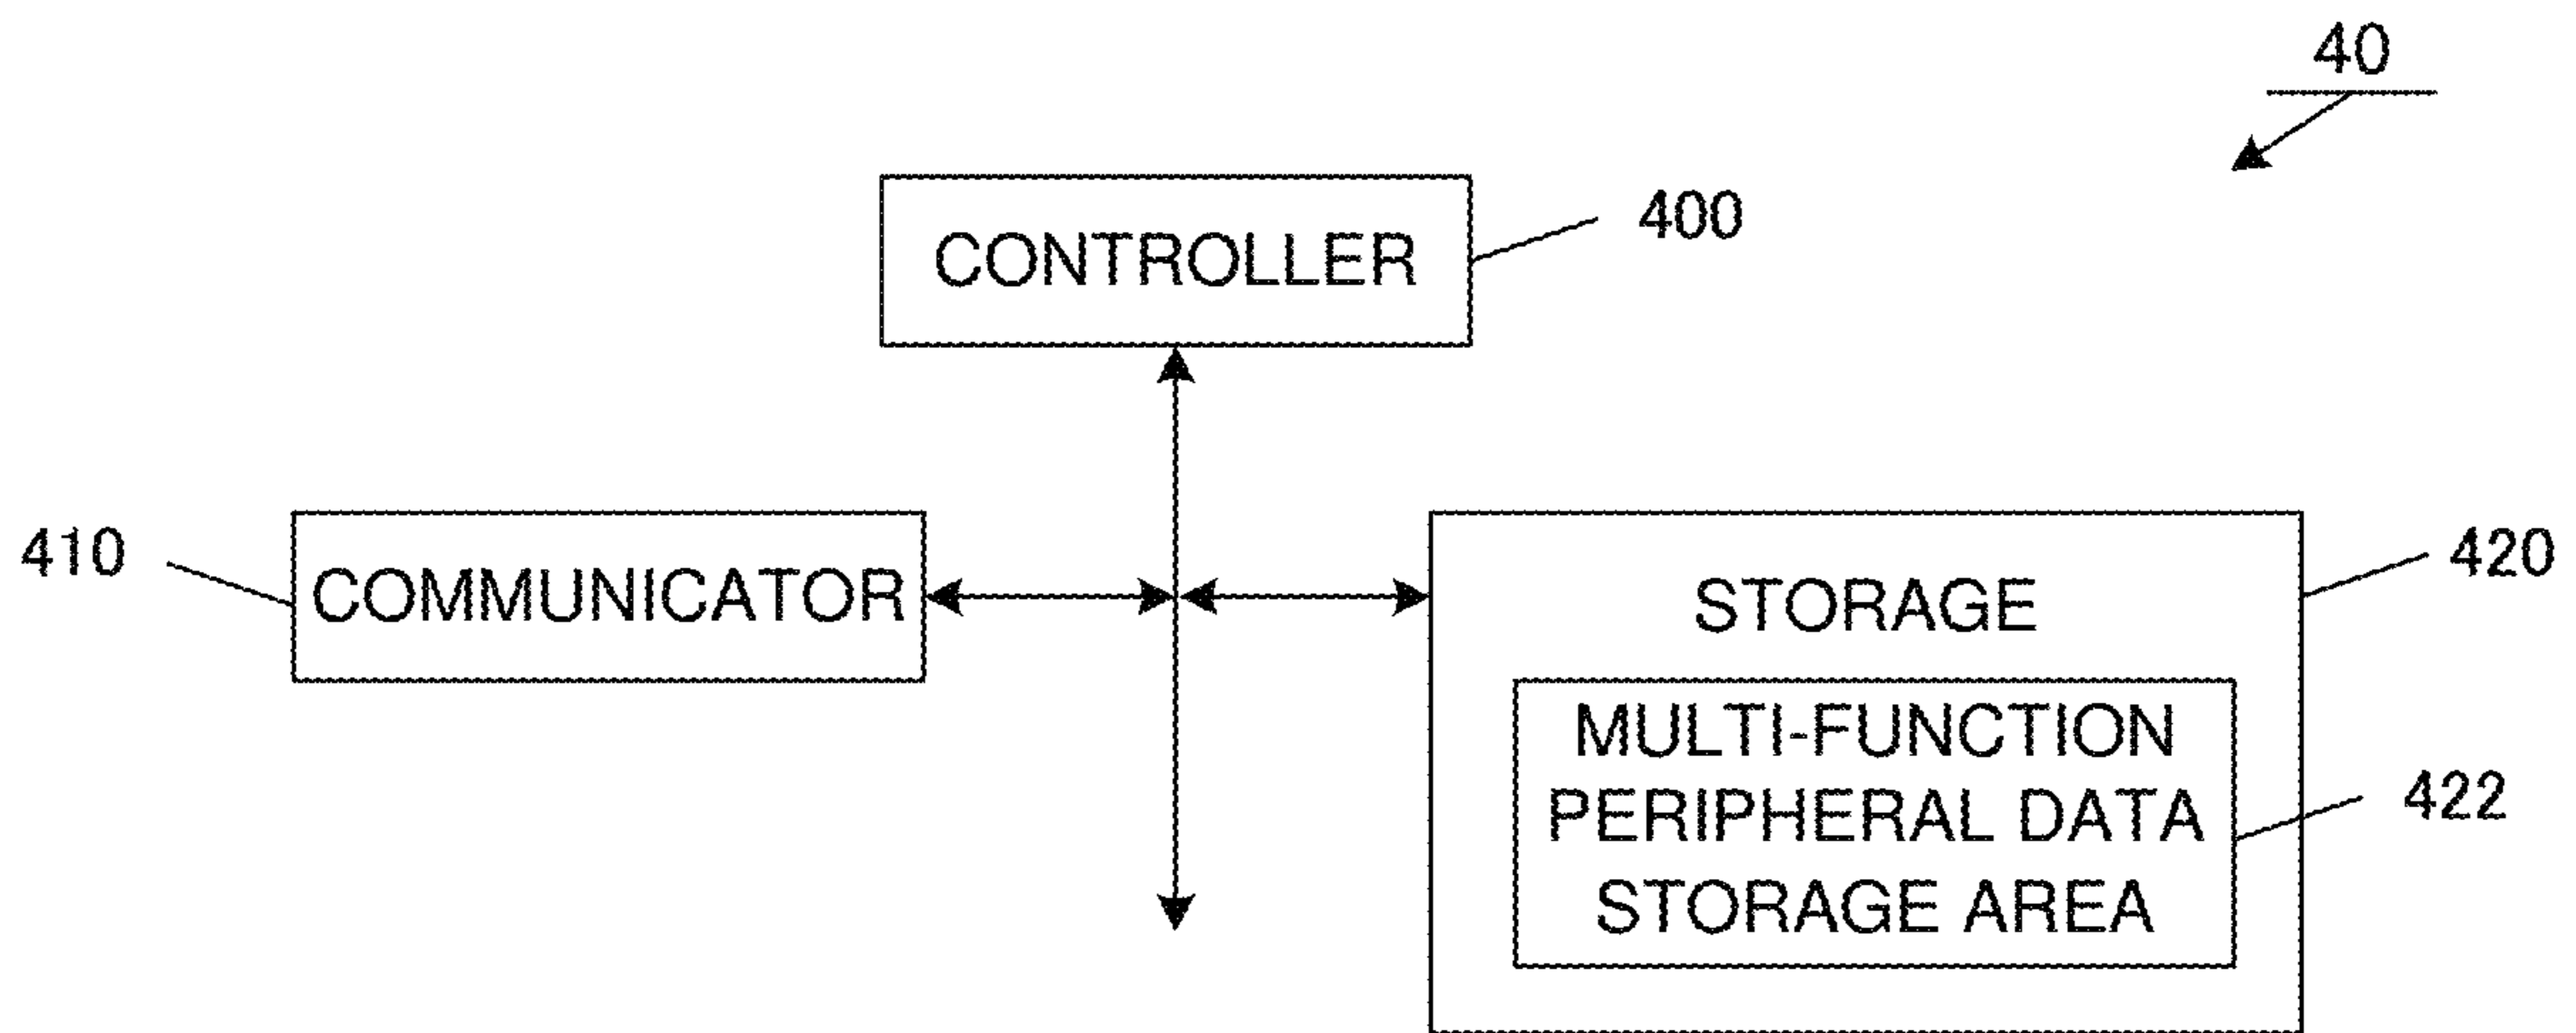 40
CONTROLLER
400
410
COMMUNICATOR
STORAGE
420
MULTI-FUNCTION
PERIPHERAL DATA
STORAGE AREA
422